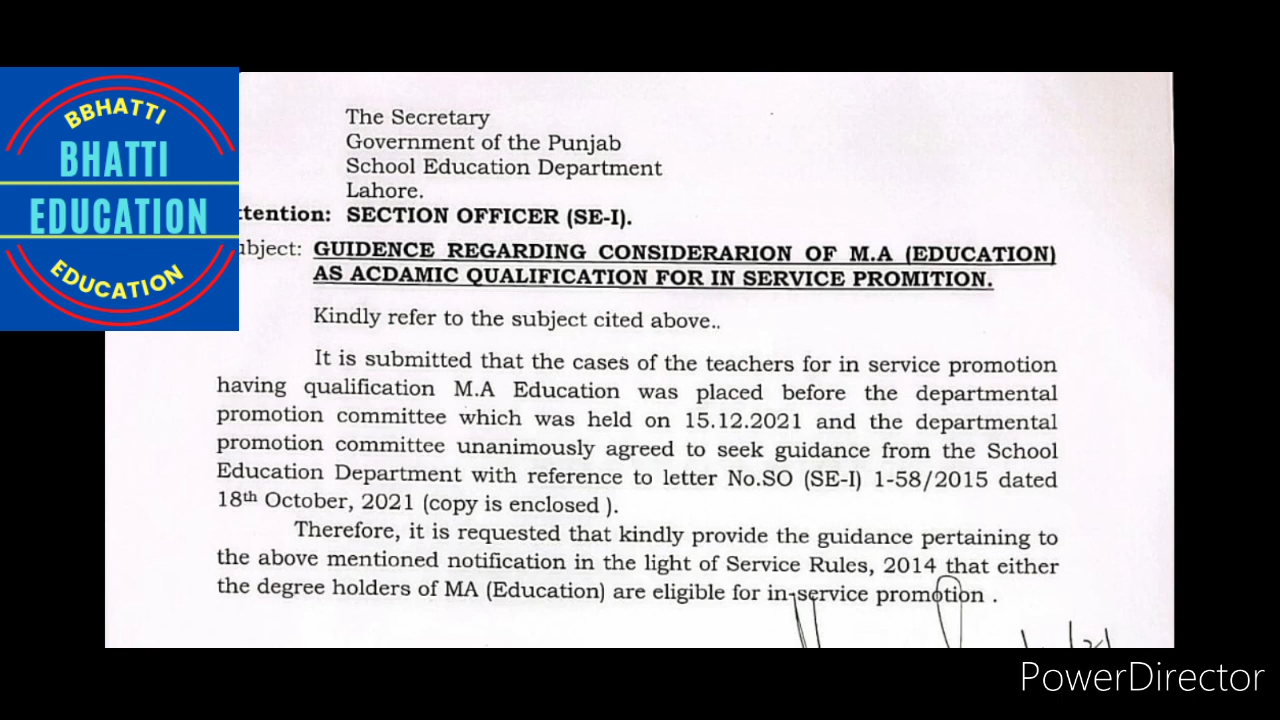 BBHATTI
BHATTI
EDUCATION
EDUCATION
The Secretary
Government of the Punjab
School Education Department
Lahore.
ttention: SECTION OFFICER (SE-I).
ubject: GUIDENCE REGARDING CONSIDERARION OF M.A (EDUCATION)
AS ACDAMIC QUALIFICATION FOR IN SERVICE PROMITION.
Kindly refer to the subject cited above..
It is submitted that the cases of the teachers for in service promotion
having qualification M.A Education was placed before the departmental
promotion committee which was held on 15.12.2021 and the departmental
promotion committee unanimously agreed to seek guidance from the School
Education Department with reference to letter No.SO (SE-I) 1-58/2015 dated
18th October, 2021 (copy is enclosed ).
Therefore, it is requested that kindly provide the guidance pertaining to
the above mentioned notification in the light of Service Rules, 2014 that either
the degree holders of MA (Education) are eligible for in-service promotion .
PowerDirector